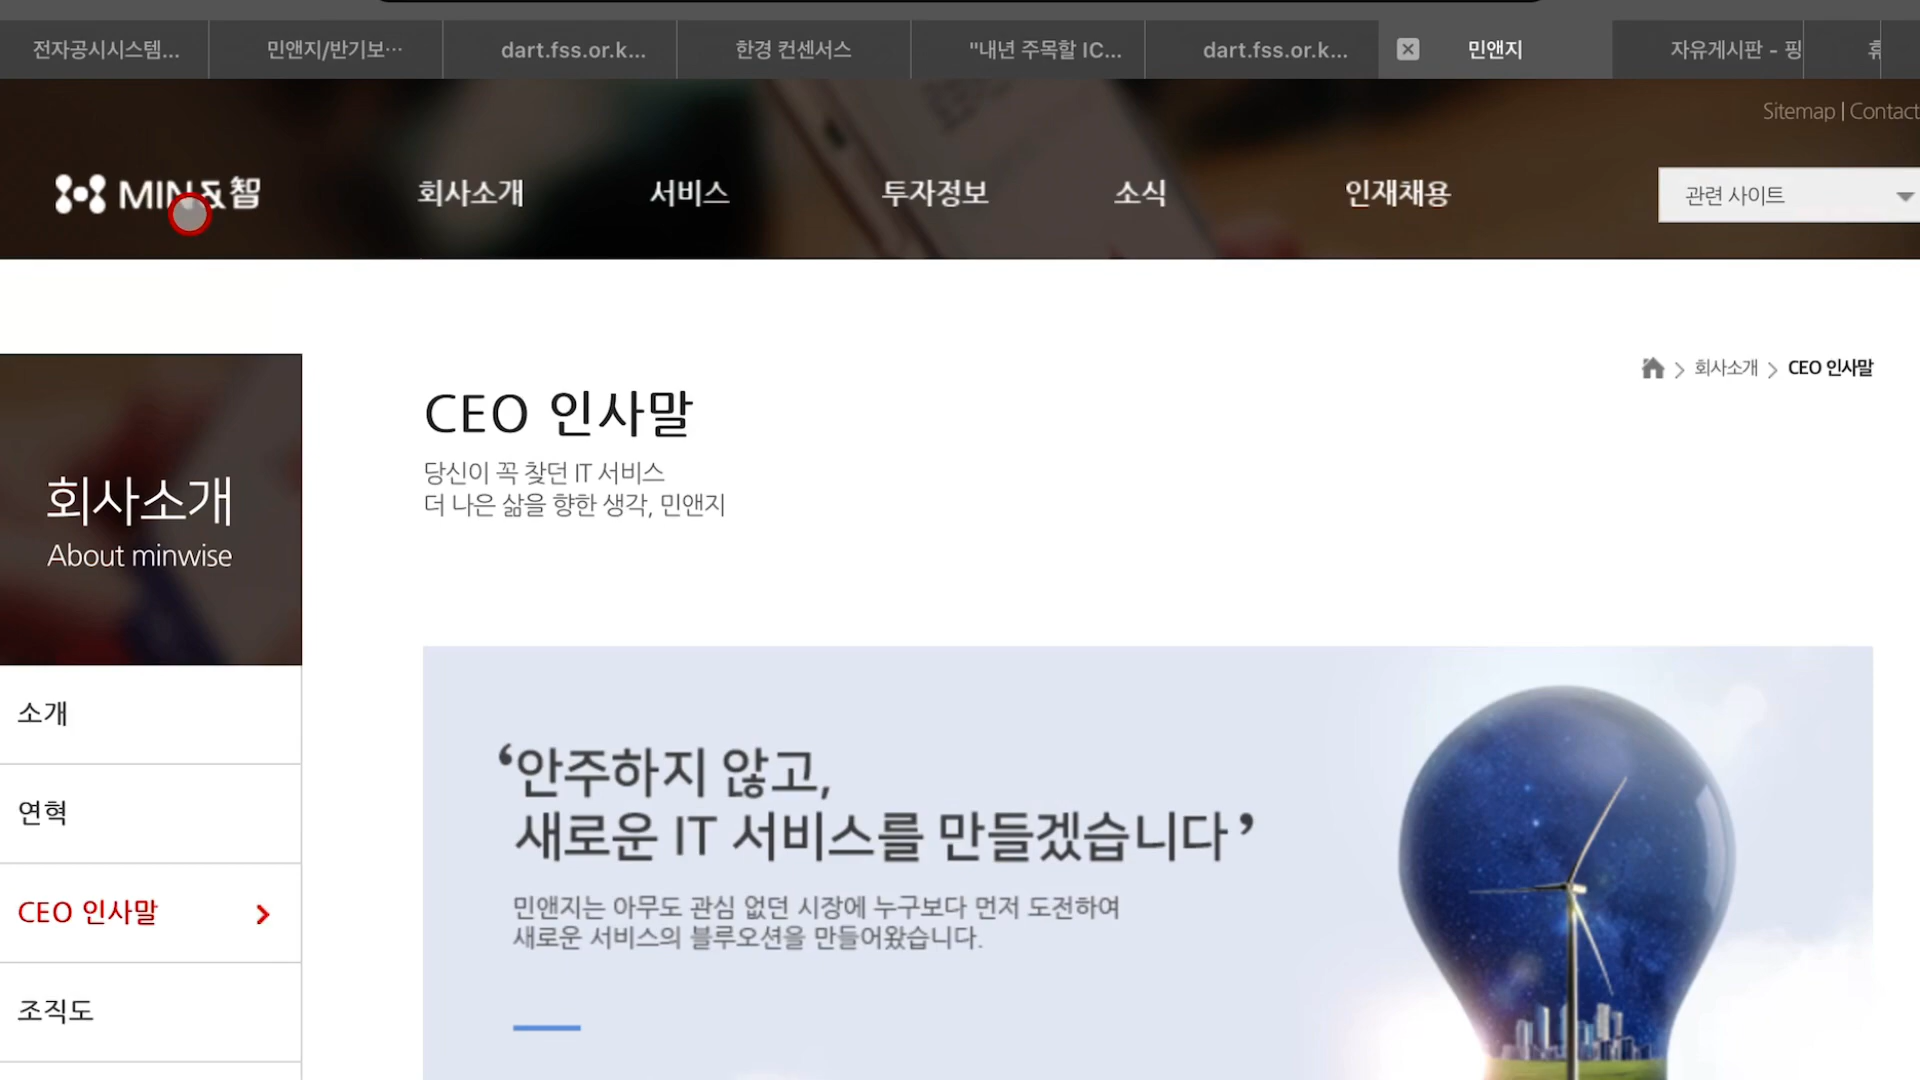 전자공시시스템...
민앤지/반기보...
dart.fss.or.k...
한경 컨센서스
"내년 주목할 IC...
dart.fss.or.k...
민앤지
자유게시판 - 핑
Sitemap | Contact
MIN&智
회사소개
서비스
투자정보
소식
인재채용
관련 사이트
회사소개 > CEO 인사말
CEO 인사말
당신이 꼭 찾던 IT 서비스
더 나은 삶을 향한 생각, 민앤지
회사소개
About minwise
소개
연혁
CEO 인사말
조직도
‘안주하지 않고,
새로운 IT 서비스를 만들겠습니다’
민앤지는 아무도 관심 없던 시장에 누구보다 먼저 도전하여
새로운 서비스의 블루오션을 만들어왔습니다.